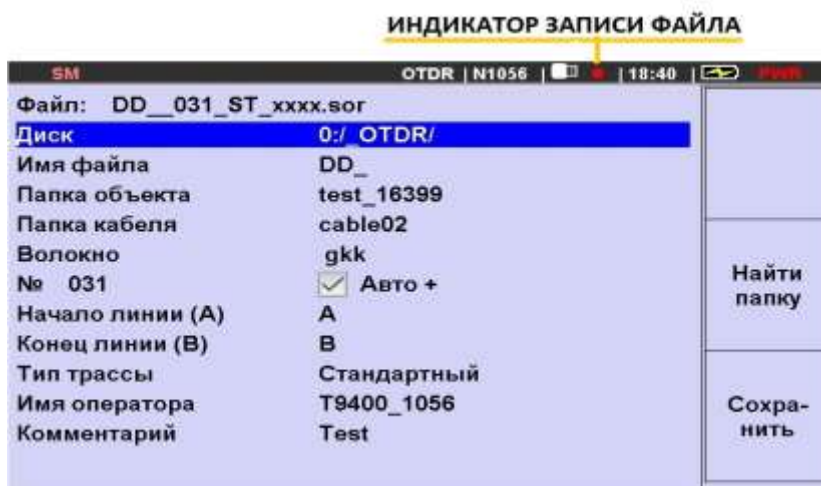 ИНДИКАТОР ЗАПИСИ ФАЙЛА
SM OTDR | N1056 | | 18:40 | PWR
Файл: DD__031_ST_xxxx.sor
Диск 0:/_OTDR/
Имя файла DD_
Папка объекта test_16399
Папка кабеля cable02
Волокно gkk
№ 031 Авто +
Начало линии (A) A
Конец линии (B) B
Тип трассы Стандартный
Имя оператора T9400_1056
Комментарий Test
Найти
папку
Сохра-
нить